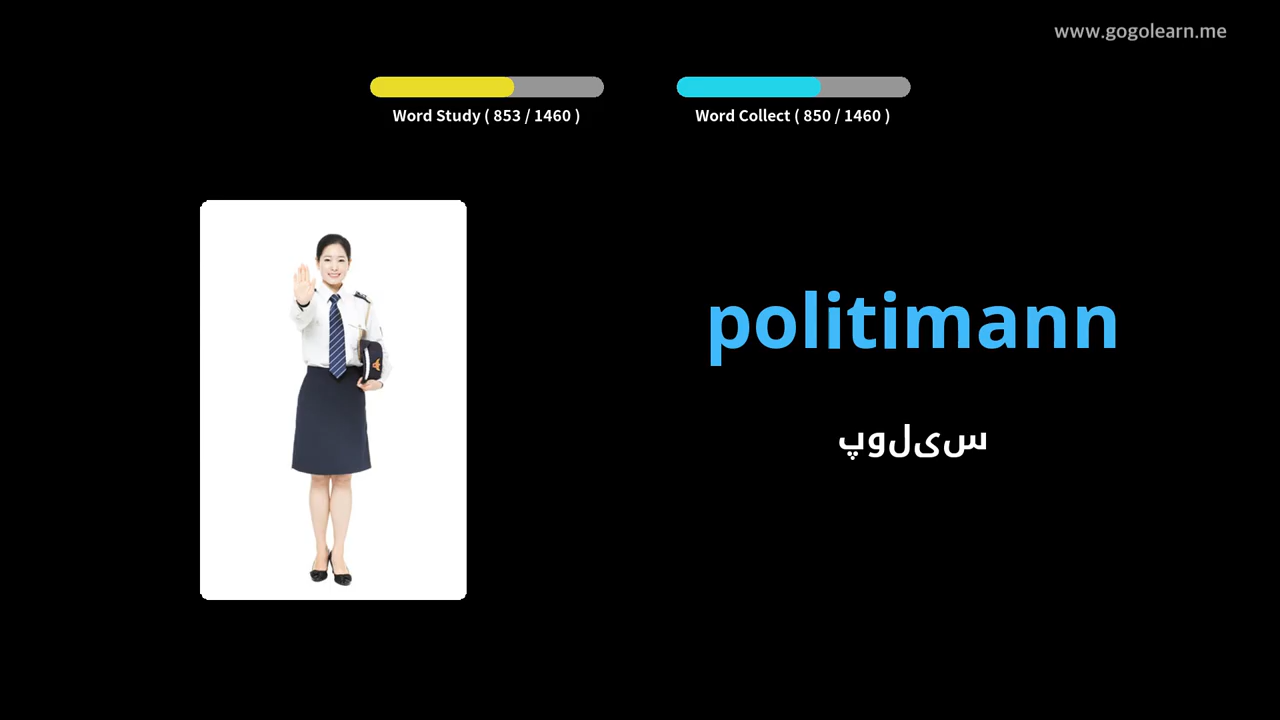 www.gogolearn.me
Word Study ( 853 / 1460 )
Word Collect ( 850 / 1460 )
politimann
پولیس